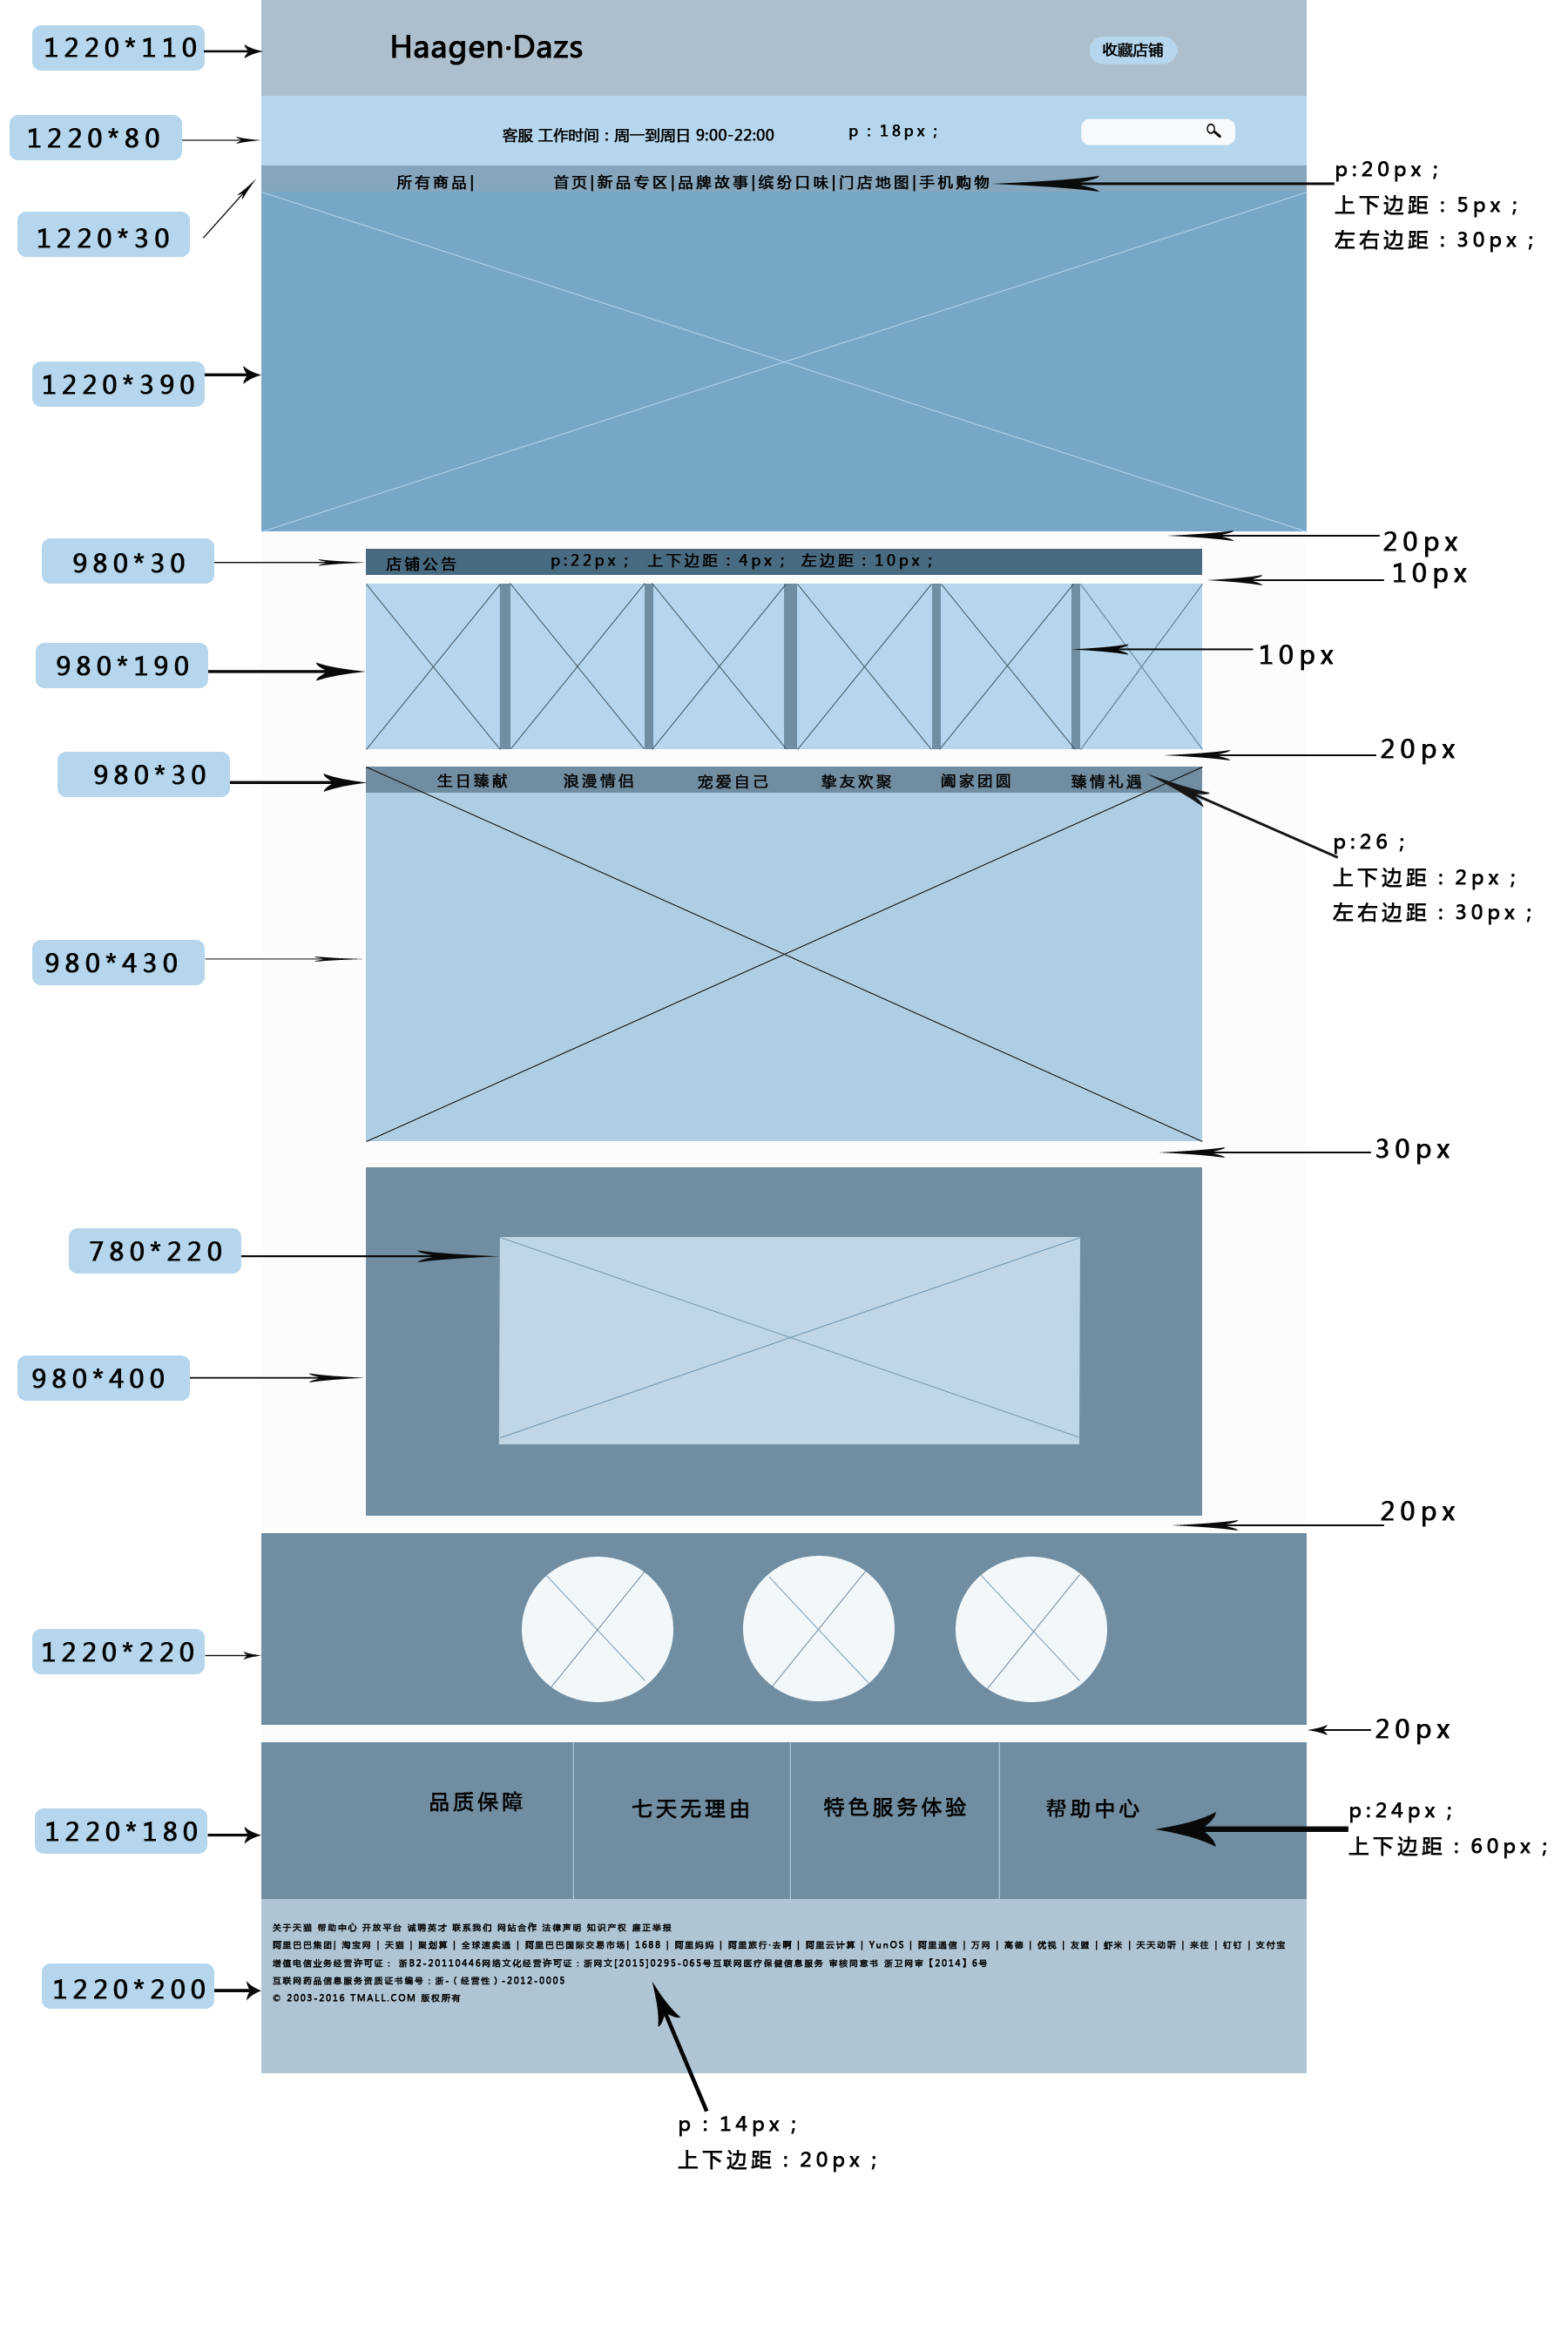 1220*110
Haagen·Dazs
收藏店铺
1220*80
客服 工作时间：周一到周日 9:00-22:00
p：18px；
1220*30
所有商品|
首页|新品专区|品牌故事|缤纷口味|门店地图|手机购物
p:20px；
上下边距：5px；
左右边距：30px；
1220*390
20px
980*30
店铺公告
p:22px； 上下边距：4px； 左边距：10px；
10px
980*190
10px
20px
980*30
生日臻献 浪漫情侣 宠爱自己 挚友欢聚 阖家团圆 臻情礼遇
p:26；
上下边距：2px；
左右边距：30px；
980*430
30px
780*220
980*400
20px
1220*220
20px
1220*180
品质保障
七天无理由
特色服务体验
帮助中心
p:24px；
上下边距：60px；
1220*200
关于天猫 帮助中心 开放平台 诚聘英才 联系我们 网站合作 法律声明 知识产权 廉正举报
阿里巴巴集团| 淘宝网 | 天猫 | 聚划算 | 全球速卖通 | 阿里巴巴国际交易市场| 1688 | 阿里妈妈 | 阿里旅行·去啊 | 阿里云计算 | YunOS | 阿里通信 | 万网 | 高德 | 优视 | 友盟 | 虾米 | 天天动听 | 来往 | 钉钉 | 支付宝
增值电信业务经营许可证： 浙B2-20110446网络文化经营许可证：浙网文[2015]0295-065号互联网医疗保健信息服务 审核同意书 浙卫网审【2014】6号
互联网药品信息服务资质证书编号：浙-（经营性）-2012-0005
© 2003-2016 TMALL.COM 版权所有
p：14px；
上下边距：20px；